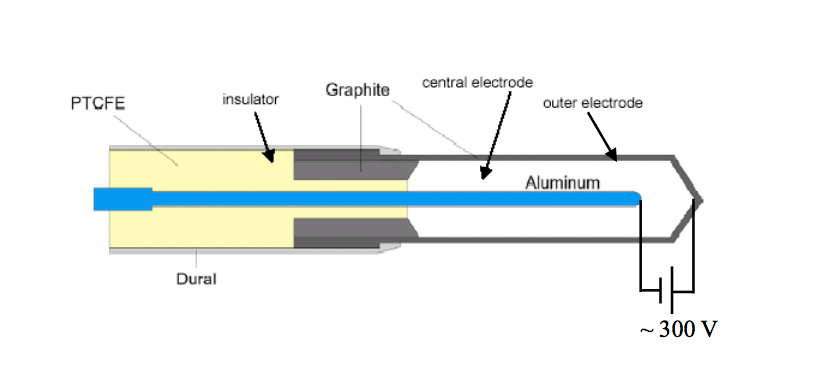 PTCFE
insulator
Graphite
central electrode
outer electrode
Aluminum
Dural
~ 300 V